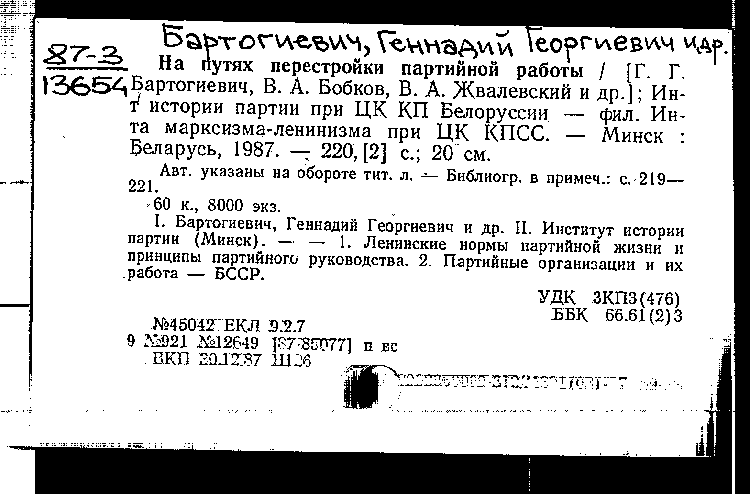 Бартогиевич, Геннадий Георгиевич и др.
87-3
13654
На путях перестройки партийной работы / [Г. Г.
Бартогиевич, В. А. Бобков, В. А. Жвалевский и др.]; Ин-
т истории партии при ЦК КП Белоруссии — фил. Ин-
та марксизма-ленинизма при ЦК КПСС. — Минск :
Беларусь, 1987. — 220, [2] с.; 20 см.
Авт. указаны на обороте тит. л. — Библиогр. в примеч.: с. 219—
221.
60 к., 8000 экз.
I. Бартогиевич, Геннадий Георгиевич и др. II. Институт истории
партии (Минск). — — 1. Ленинские нормы партийной жизни и
принципы партийного руководства. 2. Партийные организации и их
работа — БССР.
УДК 3КП3(476)
ББК 66.61(2)3
№45042 ЕКЛ 9.2.7
9 №921 №12649 [87-85077] п вс
ВКП 20.12.87